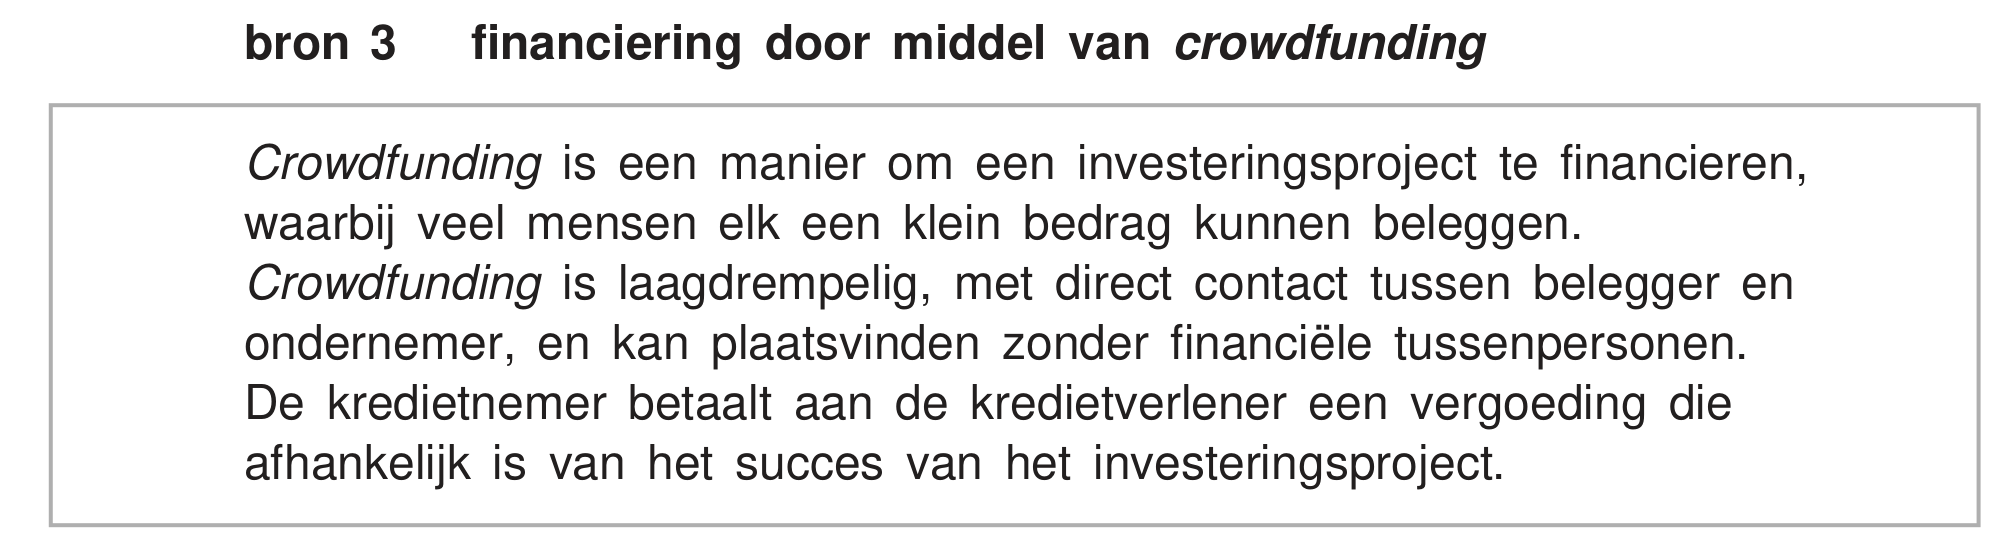 bron 3 financiering door middel van crowdfunding
Crowdfunding is een manier om een investeringsproject te financieren,
waarbij veel mensen elk een klein bedrag kunnen beleggen.
Crowdfunding is laagdrempelig, met direct contact tussen belegger en
ondernemer, en kan plaatsvinden zonder financiële tussenpersonen.
De kredietnemer betaalt aan de kredietverlener een vergoeding die
afhankelijk is van het succes van het investeringsproject.